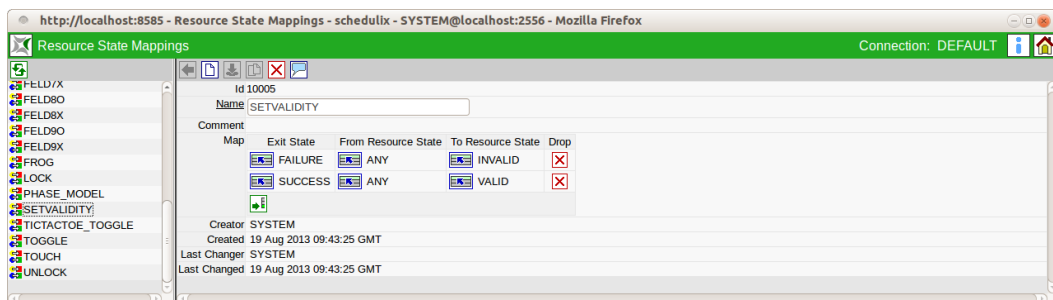 http://localhost:8585 - Resource State Mappings - schedulix - SYSTEM@localhost:2556 - Mozilla Firefox
Resource State Mappings
Connection: DEFAULT
FELD7X
FELD8O
FELD8X
FELD9O
FELD9X
FROG
LOCK
PHASE_MODEL
SETVALIDITY
TICTACTOE_TOGGLE
TOGGLE
TOUCH
UNLOCK
Id 10005
Name SETVALIDITY
Comment
Map Exit State From Resource State To Resource State Drop
FAILURE ANY INVALID
SUCCESS ANY VALID
Creator SYSTEM
Created 19 Aug 2013 09:43:25 GMT
Last Changer SYSTEM
Last Changed 19 Aug 2013 09:43:25 GMT